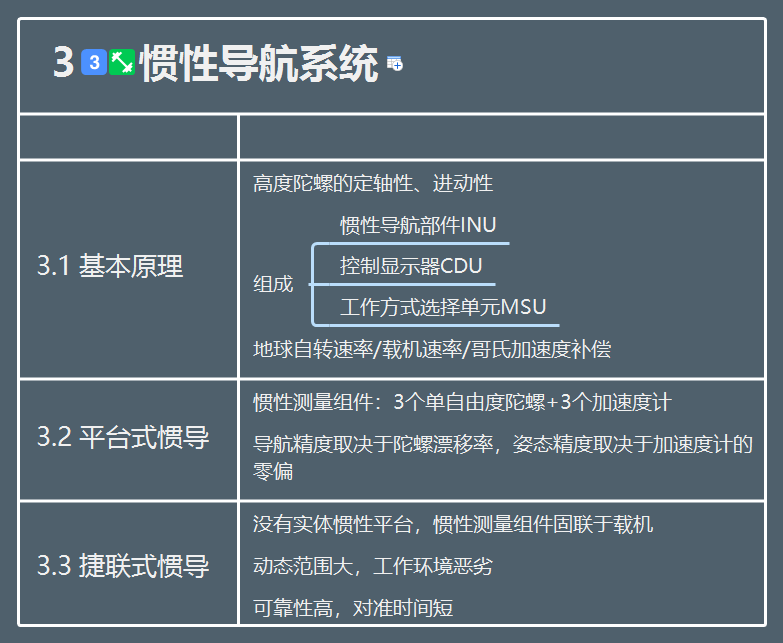 3 3 惯性导航系统
3.1 基本原理
高度陀螺的定轴性、进动性
组成
惯性导航部件INU
控制显示器CDU
工作方式选择单元MSU
地球自转速率/载机速率/哥氏加速度补偿
3.2 平台式惯导
惯性测量组件：3个单自由度陀螺+3个加速度计
导航精度取决于陀螺漂移率，姿态精度取决于加速度计的
零偏
3.3 捷联式惯导
没有实体惯性平台，惯性测量组件固联于载机
动态范围大，工作环境恶劣
可靠性高，对准时间短